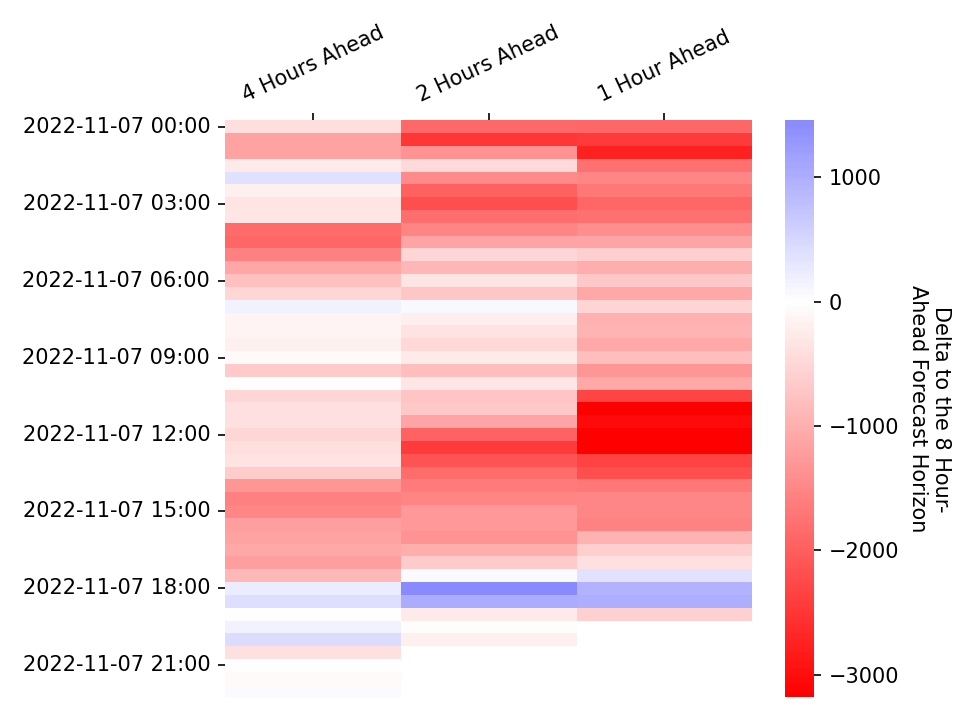 4 Hours Ahead
2 Hours Ahead
1 Hour Ahead
2022-11-07 00:00
2022-11-07 03:00
2022-11-07 06:00
2022-11-07 09:00
2022-11-07 12:00
2022-11-07 15:00
2022-11-07 18:00
2022-11-07 21:00
1000
0
−1000
−2000
−3000
Delta to the 8 Hour-
Ahead Forecast Horizon